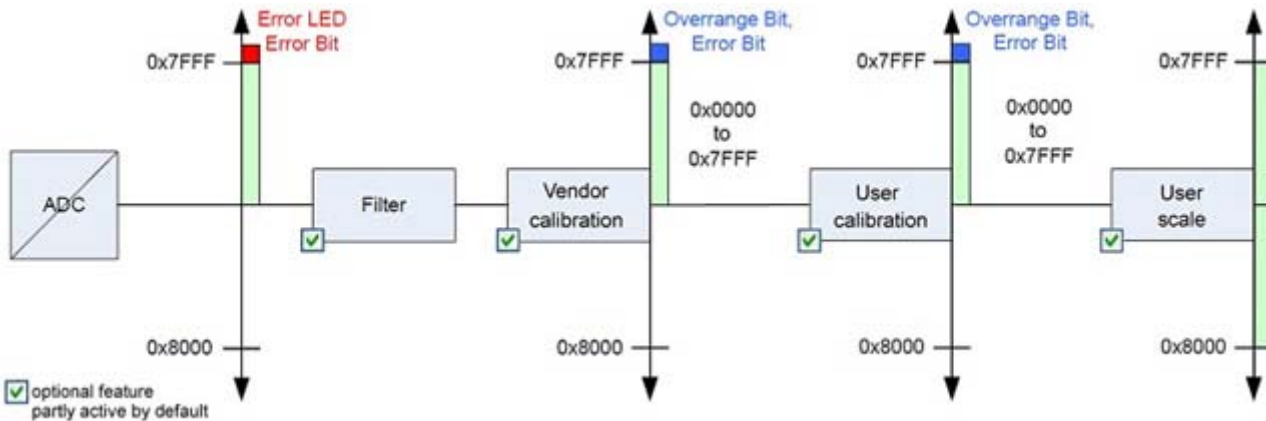 Error LED
Error Bit
0x7FFF
ADC
0x8000
Filter
Vendor
calibration
Overrange Bit,
Error Bit
0x7FFF
0x0000
to
0x7FFF
0x8000
User
calibration
Overrange Bit,
Error Bit
0x7FFF
0x0000
to
0x7FFF
0x8000
User
scale
0x7FFF
0x8000
optional feature
partly active by default